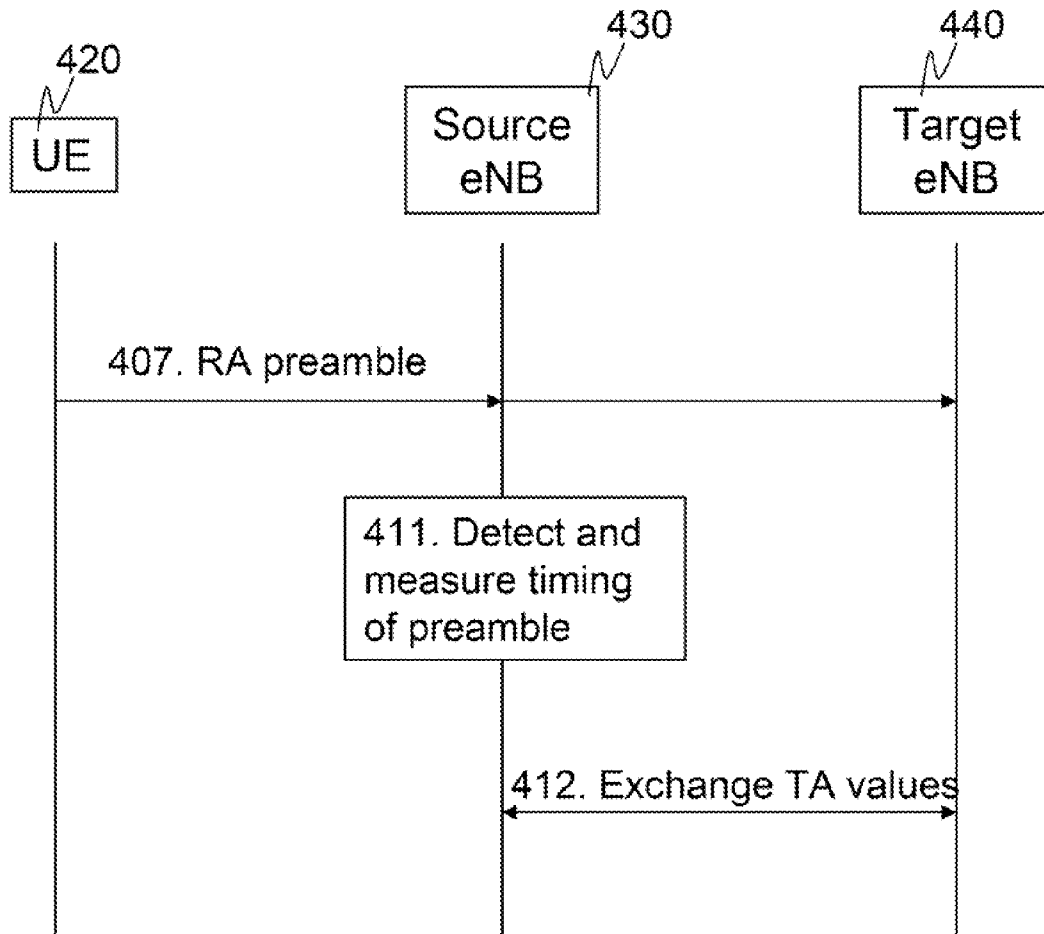 420
430
440
UE
Source
eNB
Target
eNB
407. RA preamble
411. Detect and
measure timing
of preamble
412. Exchange TA values